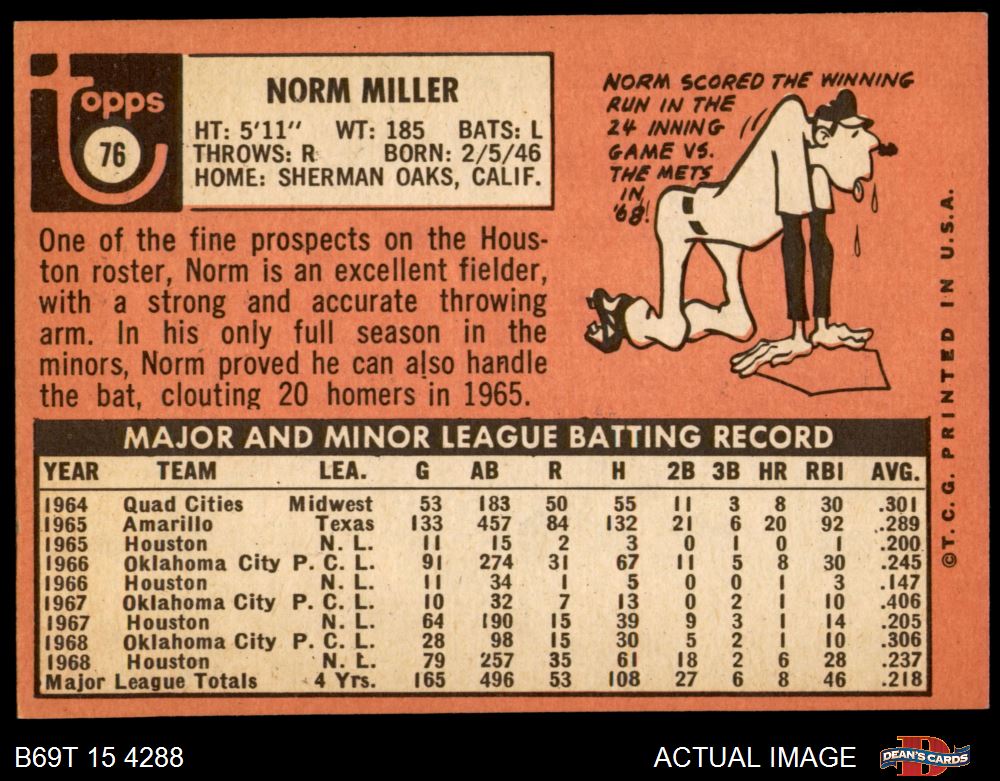 Topps
76
NORM MILLER
HT: 5'11" WT: 185 BATS: L
THROWS: R BORN: 2/5/46
HOME: SHERMAN OAKS, CALIF.
One of the fine prospects on the Hous-
ton roster, Norm is an excellent fielder,
with a strong and accurate throwing
arm. In his only full season in the
minors, Norm proved he can also handle
the bat, clouting 20 homers in 1965.
NORM SCORED THE WINNING
RUN IN THE
24 INNING
GAME VS.
THE METS
IN
'68!
MAJOR AND MINOR LEAGUE BATTING RECORD
YEAR TEAM LEA. G AB R H 2B 3B HR RBI AVG.
1964 Quad Cities Midwest 53 183 50 55 11 3 8 30 .301
1965 Amarillo Texas 133 457 84 132 21 6 20 92 .289
1965 Houston N. L. 11 15 2 3 0 1 0 1 .200
1966 Oklahoma City P. C. L. 91 274 31 67 11 5 8 30 .245
1966 Houston N. L. 11 34 1 5 0 0 1 3 .147
1967 Oklahoma City P. C. L. 10 32 7 13 0 2 1 10 .406
1967 Houston N. L. 64 190 15 39 9 3 1 14 .205
1968 Oklahoma City P. C. L. 28 98 15 30 5 2 1 10 .306
1968 Houston N. L. 79 257 35 61 18 2 6 28 .237
Major League Totals 4 Yrs. 165 496 53 108 27 6 8 46 .218
©T. C. G. PRINTED IN U.S.A.
B69T 15 4288
ACTUAL IMAGE
DEAN'S CARDS